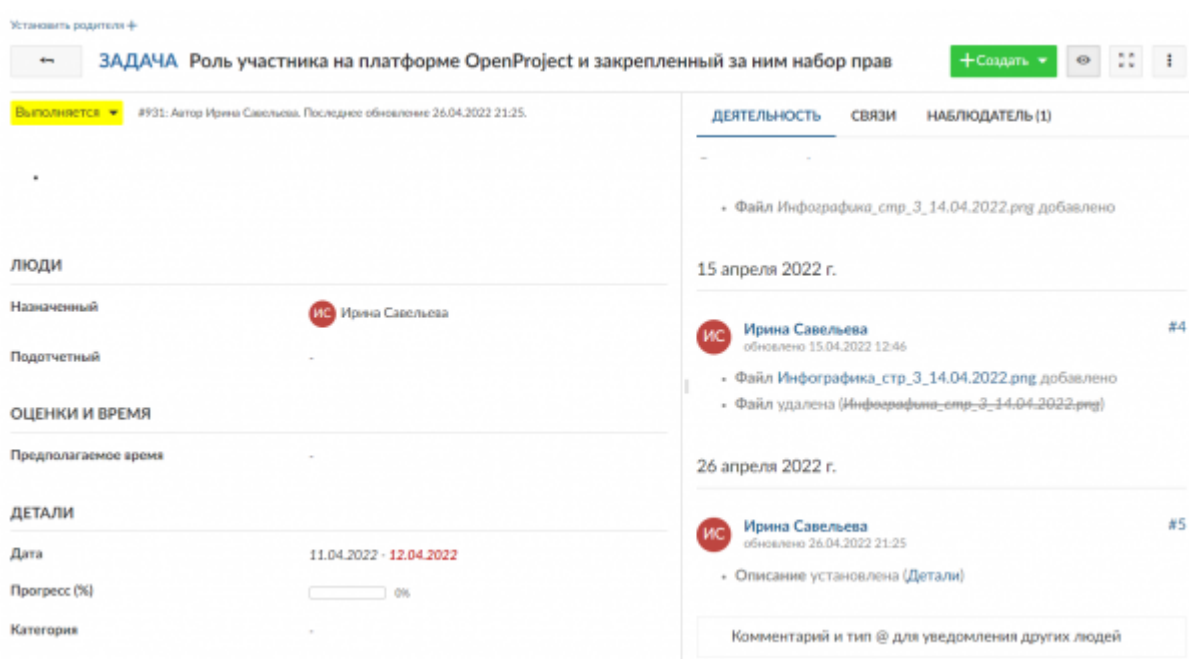 Установить родителя +
ЗАДАЧА Роль участника на платформе OpenProject и закрепленный за ним набор прав
+Создать
Выполняется
#931: Автор Ирина Савельева. Последнее обновление 26.04.2022 21:25.
ЛЮДИ
Назначенный
ИС Ирина Савельева
Подотчетный
-
ОЦЕНКИ И ВРЕМЯ
Предполагаемое время
-
ДЕТАЛИ
Дата
11.04.2022 - 12.04.2022
Прогресс (%)
0%
Категория
-
ДЕЯТЕЛЬНОСТЬ СВЯЗИ НАБЛЮДАТЕЛЬ (1)
• Файл Инфографика_стр_3_14.04.2022.png добавлено
15 апреля 2022 г.
ИС Ирина Савельева #4
обновлено 15.04.2022 12:46
• Файл Инфографика_стр_3_14.04.2022.png добавлено
• Файл удалена (Инфографика_стр_3_14.04.2022.png)
26 апреля 2022 г.
ИС Ирина Савельева #5
обновлено 26.04.2022 21:25
• Описание установлена (Детали)
Комментарий и тип @ для уведомления других людей